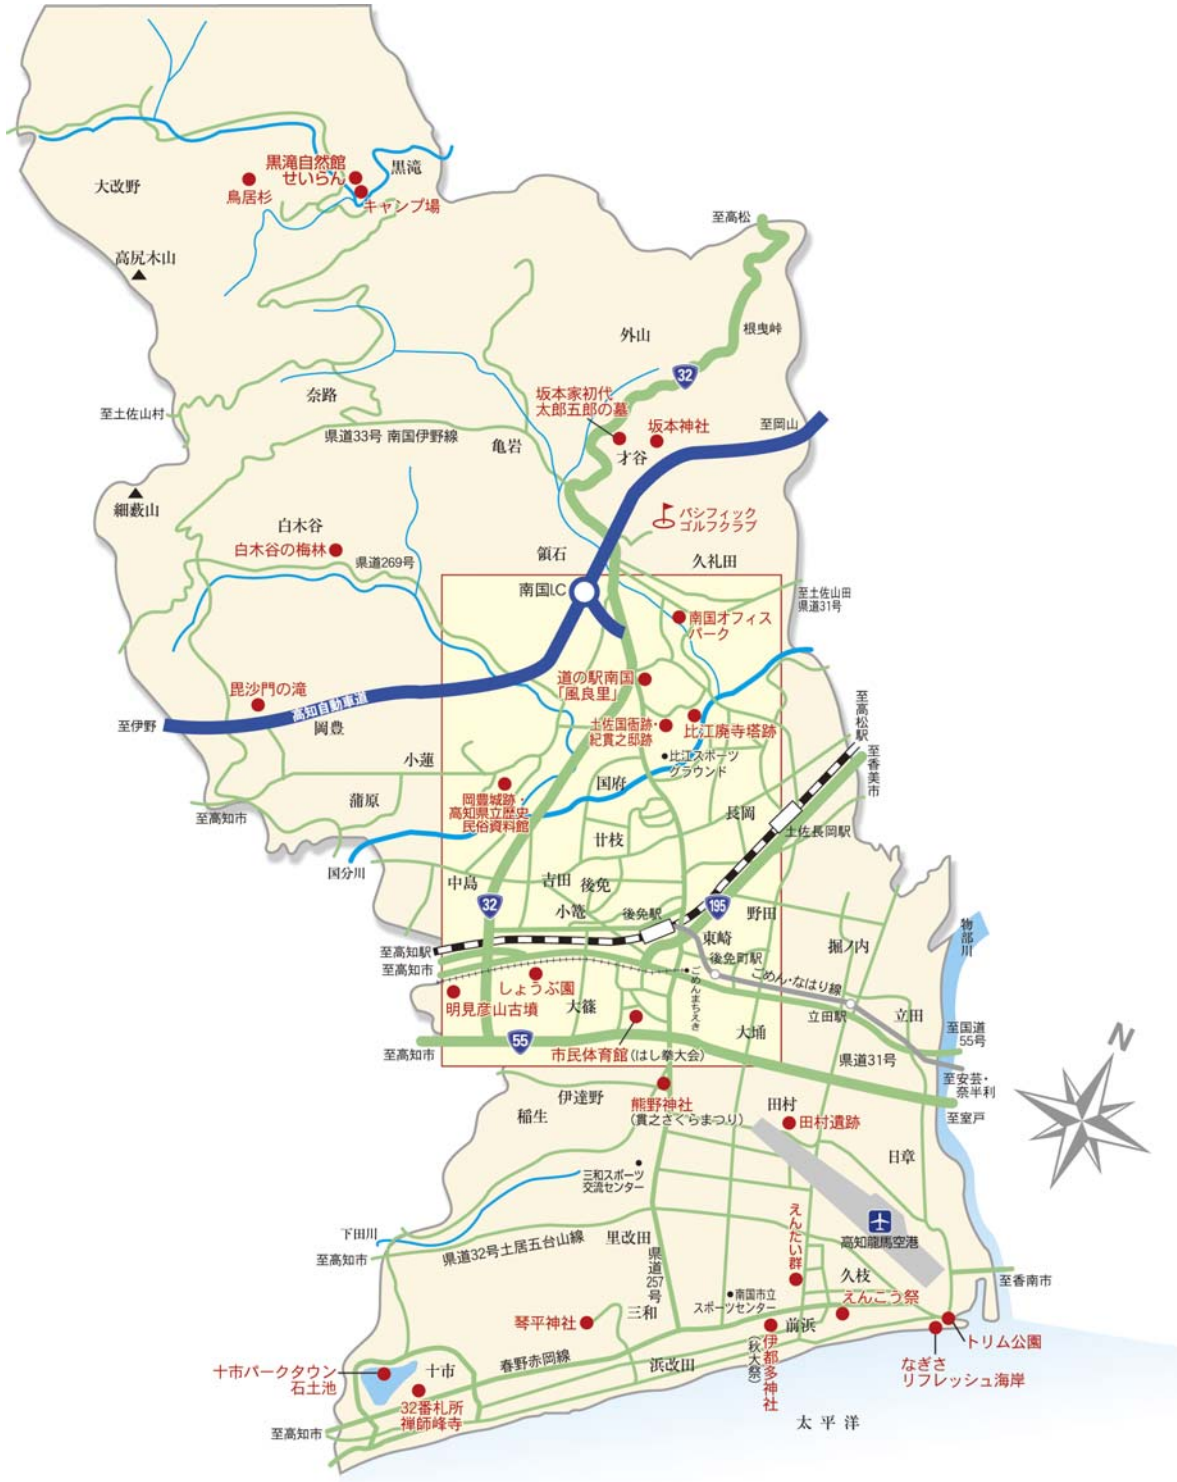 黒滝自然館
せいらん
黒滝
大改野
鳥居杉
キャンプ場
至高松
高尻木山
外山
根曳峠
32
奈路
坂本家初代
太郎五郎の墓
至土佐山村
坂本神社
至岡山
県道33号 南国伊野線
亀岩
才谷
細藪山
パシフィック
ゴルフクラブ
白木谷
白木谷の梅林
県道269号
領石
久礼田
南国I.C
至土佐山田
県道31号
南国オフィス
パーク
道の駅南国
「風良里」
毘沙門の滝
高知自動車道
至伊野
岡豊
土佐国衙跡・
紀貫之邸跡
比江廃寺塔跡
至高松駅
至香美市
小蓮
比江スポーツ
グラウンド
国府
蒲原
岡豊城跡・
高知県立歴史
民俗資料館
長岡
至高知市
土佐長岡駅
廿枝
国分川
中島
吉田
後免
32
小篭
後免駅
195
野田
物部川
東崎
堀ノ内
至高知駅
至高知市
後免町駅
ごめん・なはり線
ごめんまちえき
しょうぶ園
明見彦山古墳
大篠
立田駅
立田
大埇
至国道
55号
55
至高知市
市民体育館(はし拳大会)
県道31号
至安芸・
奈半利
至室戸
N
伊達野
稲生
熊野神社
(貫之さくらまつり)
田村
田村遺跡
日章
三和スポーツ
交流センター
下田川
至高知市
県道32号土居五台山線
里改田
県道257号
えんたい群
高知龍馬空港
久枝
至香南市
南国市立
スポーツセンター
えんこう祭
三和
琴平神社
前浜
トリム公園
伊都多神社
(秋大祭)
なぎさ
リフレッシュ海岸
春野赤岡線
浜改田
十市パークタウン
石土池
十市
32番札所
禅師峰寺
至高知市
太平洋